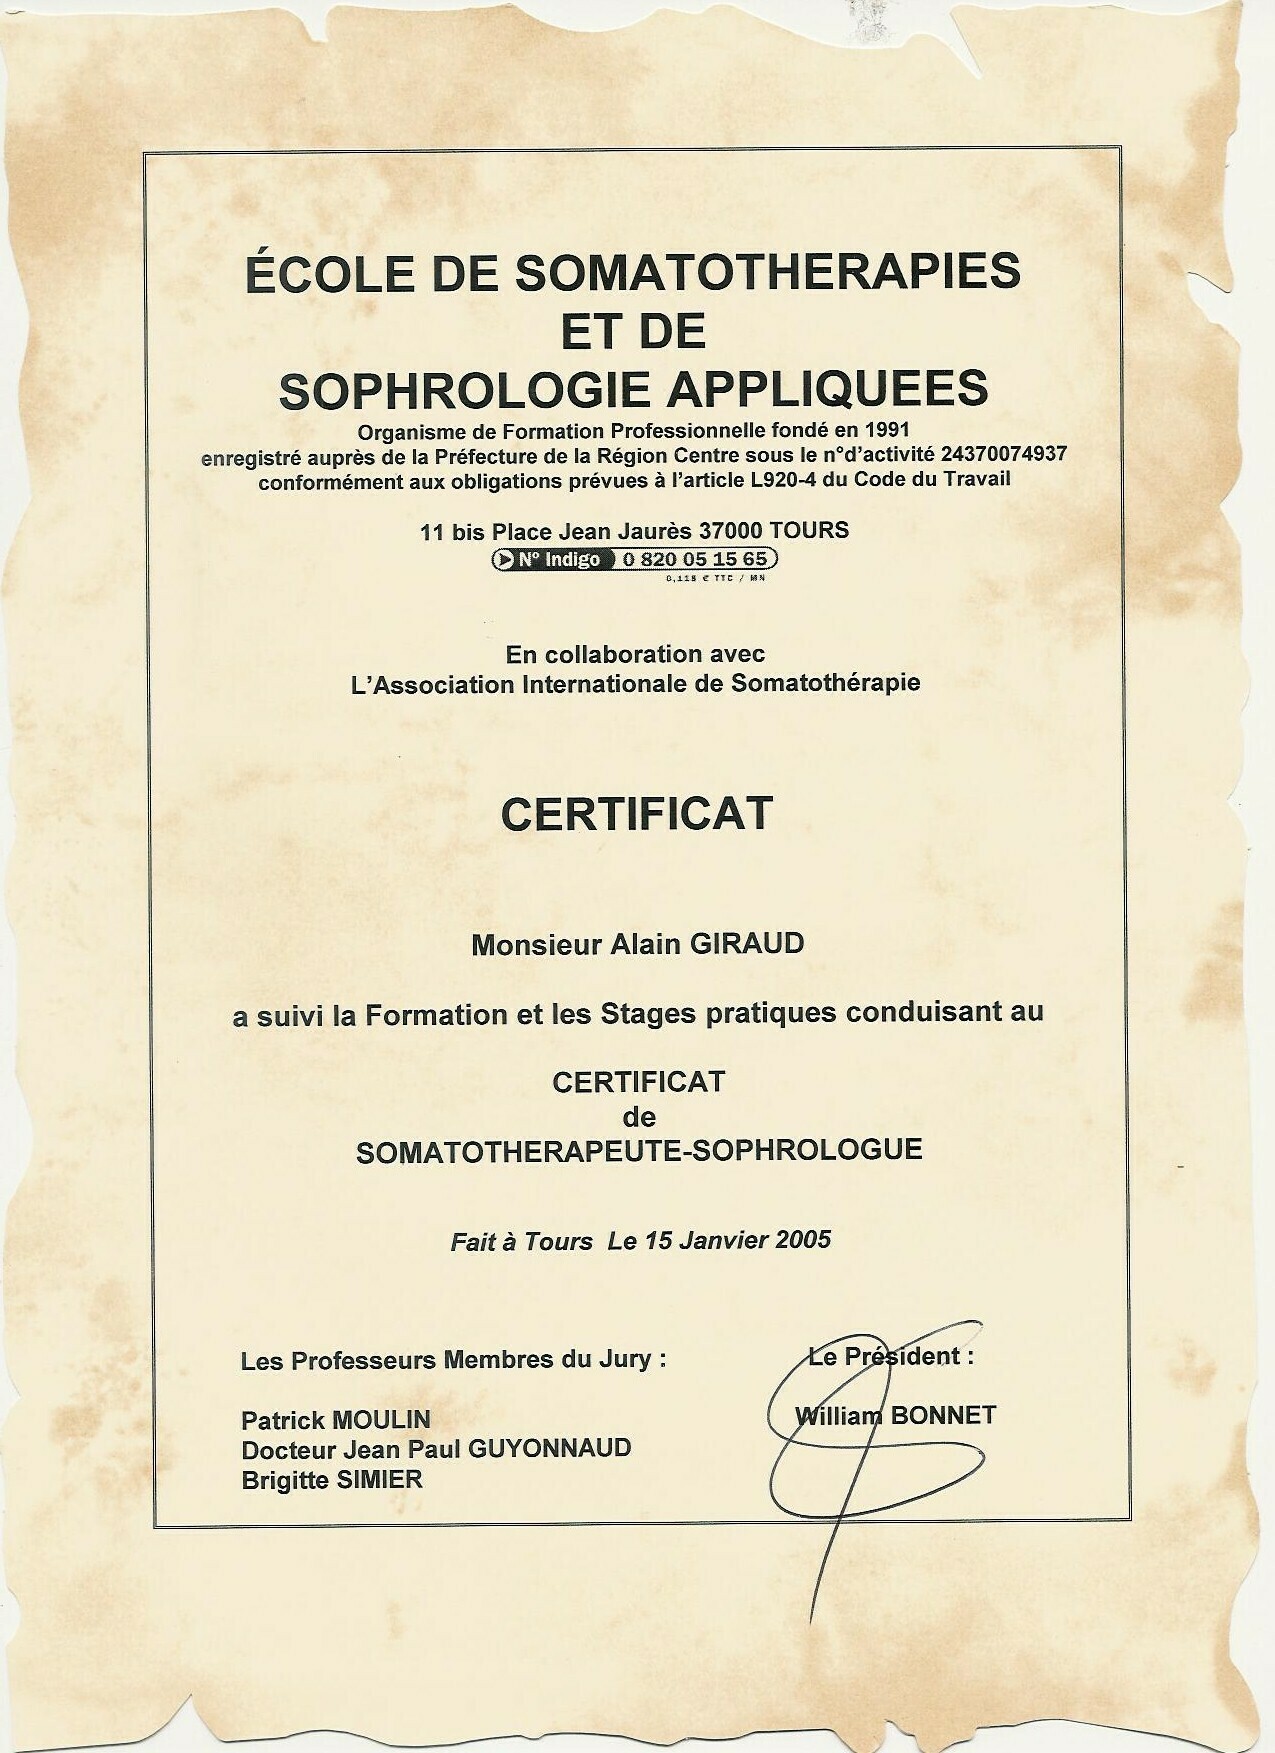 ÉCOLE DE SOMATOTHERAPIES
ET DE
SOPHROLOGIE APPLIQUEES
Organisme de Formation Professionnelle fondé en 1991
enregistré auprès de la Préfecture de la Région Centre sous le n°d'activité 24370074937
conformément aux obligations prévues à l'article L920-4 du Code du Travail
11 bis Place Jean Jaurès 37000 TOURS
N° Indigo 0 820 05 15 65
0,118 € TTC / MN
En collaboration avec
L'Association Internationale de Somatothérapie
CERTIFICAT
Monsieur Alain GIRAUD
a suivi la Formation et les Stages pratiques conduisant au
CERTIFICAT
de
SOMATOTHERAPEUTE-SOPHROLOGUE
Fait à Tours Le 15 Janvier 2005
Les Professeurs Membres du Jury :
Patrick MOULIN
Docteur Jean Paul GUYONNAUD
Brigitte SIMIER
Le Président :
William BONNET